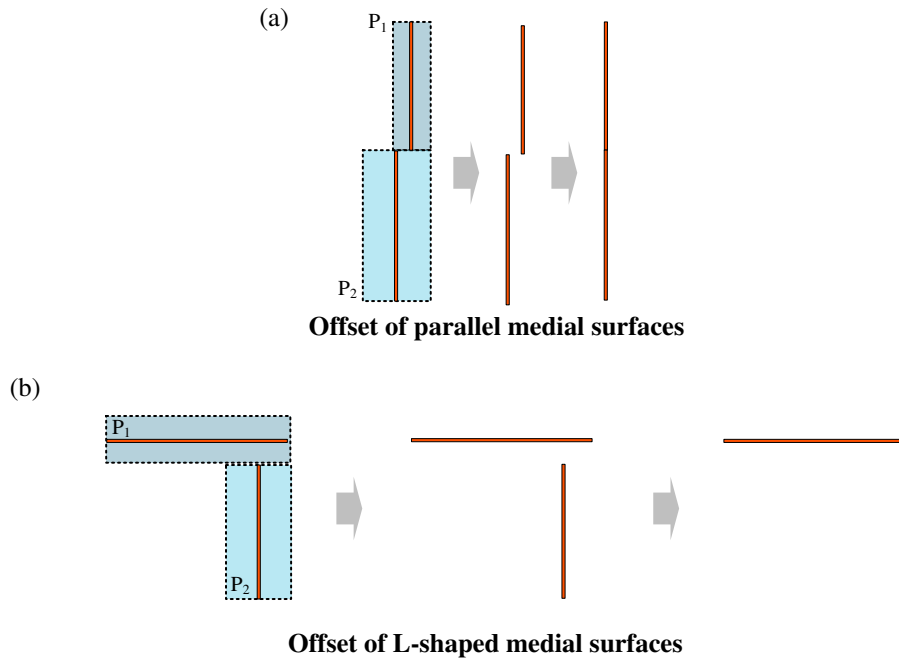 (a)
P1
P2
Offset of parallel medial surfaces
(b)
P1
P2
Offset of L-shaped medial surfaces